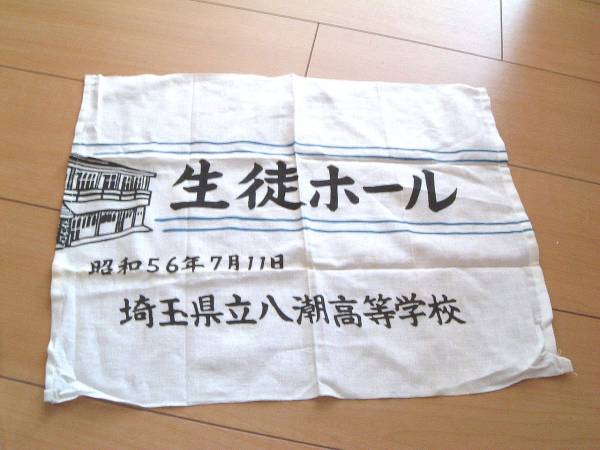 生徒ホール
昭和56年7月11日
埼玉県立八潮高等学校